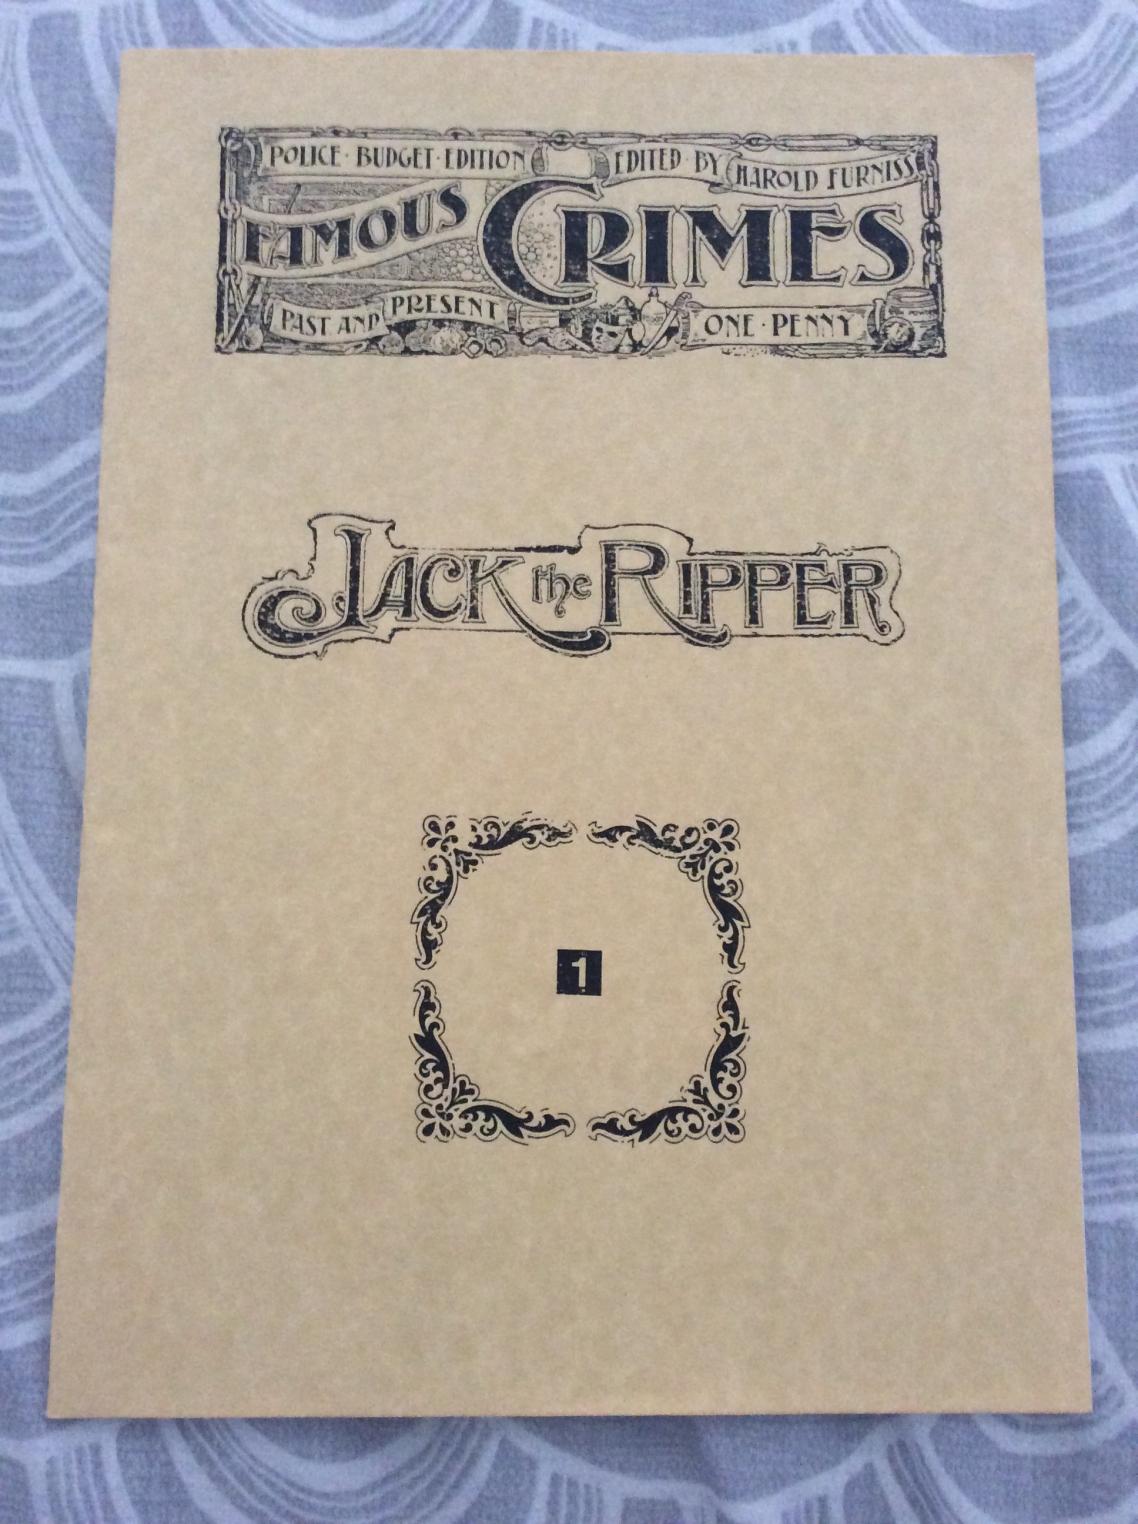 POLICE·BUDGET·EDITION
EDITED BY HAROLD FURNISS
FAMOUS CRIMES
PAST AND PRESENT
ONE·PENNY
JACK the RIPPER
1